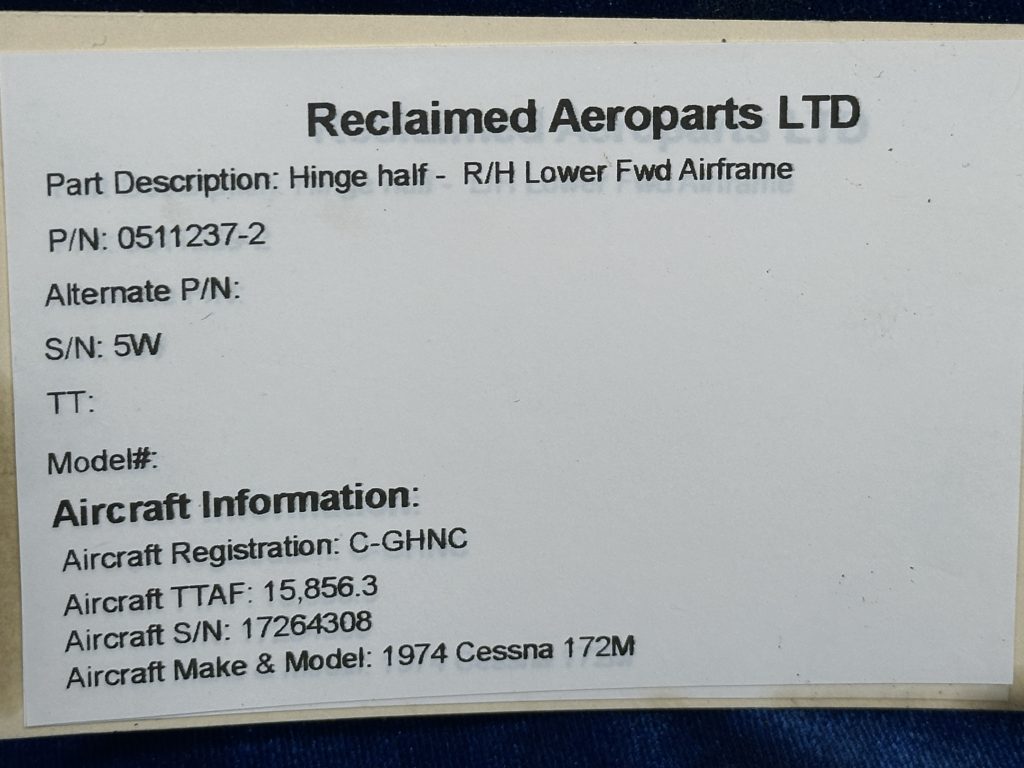 Reclaimed Aeroparts LTD
Part Description: Hinge half - R/H Lower Fwd Airframe
P/N: 0511237-2
Alternate P/N:
S/N: 5W
TT:
Model#:
Aircraft Information:
Aircraft Registration: C-GHNC
Aircraft TTAF: 15,856.3
Aircraft S/N: 17264308
Aircraft Make & Model: 1974 Cessna 172M